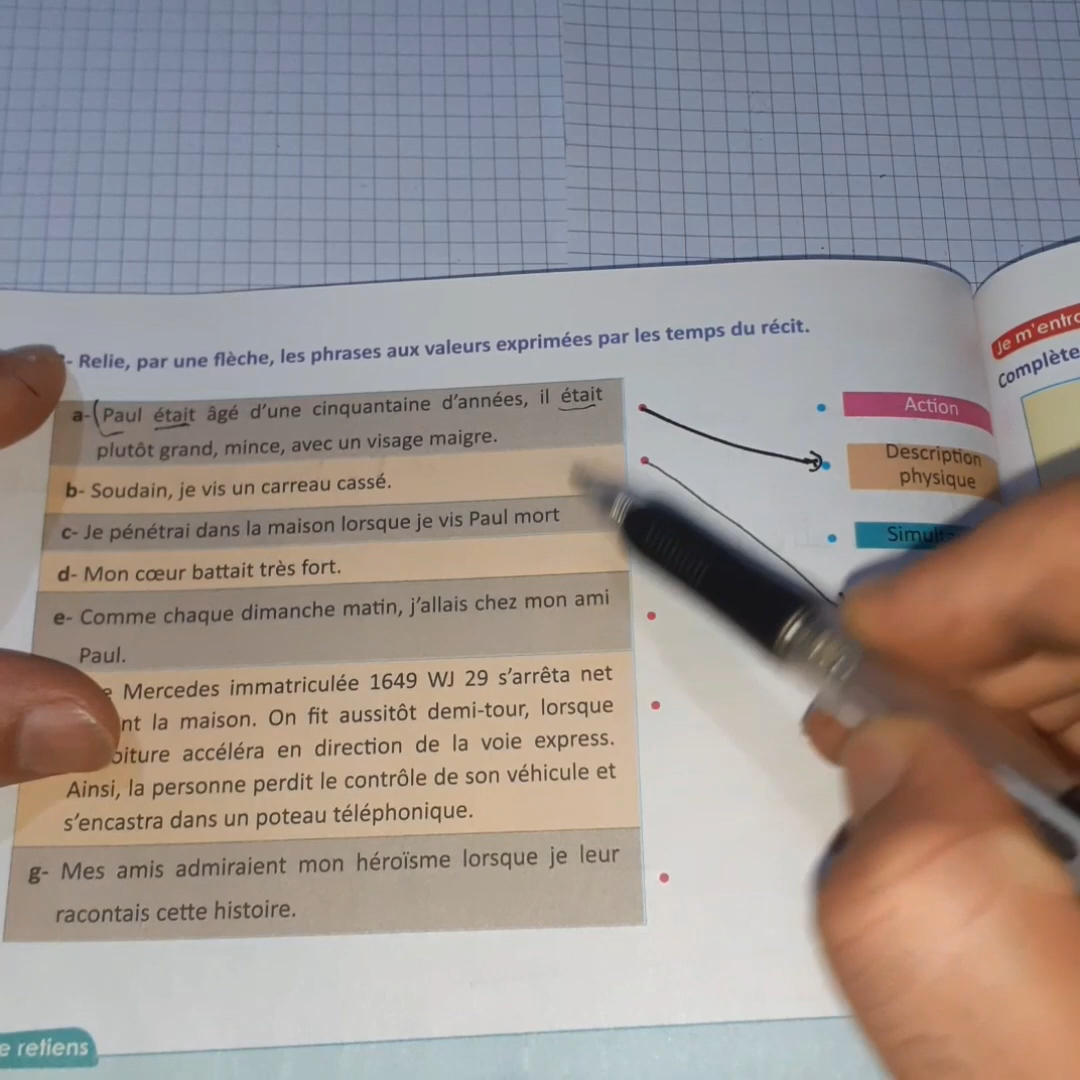 - Relie, par une flèche, les phrases aux valeurs exprimées par les temps du récit.
a- Paul était âgé d'une cinquantaine d'années, il était
plutôt grand, mince, avec un visage maigre.
b- Soudain, je vis un carreau cassé.
c- Je pénétrai dans la maison lorsque je vis Paul mort
d- Mon cœur battait très fort.
e- Comme chaque dimanche matin, j'allais chez mon ami
Paul.
Mercedes immatriculée 1649 WJ 29 s'arrêta net
la maison. On fit aussitôt demi-tour, lorsque
accéléra en direction de la voie express.
Ainsi, la personne perdit le contrôle de son véhicule et
s'encastra dans un poteau téléphonique.
g- Mes amis admiraient mon héroïsme lorsque je leur
racontais cette histoire.
Action
Description
physique
Je m'entr
Complète
retiens